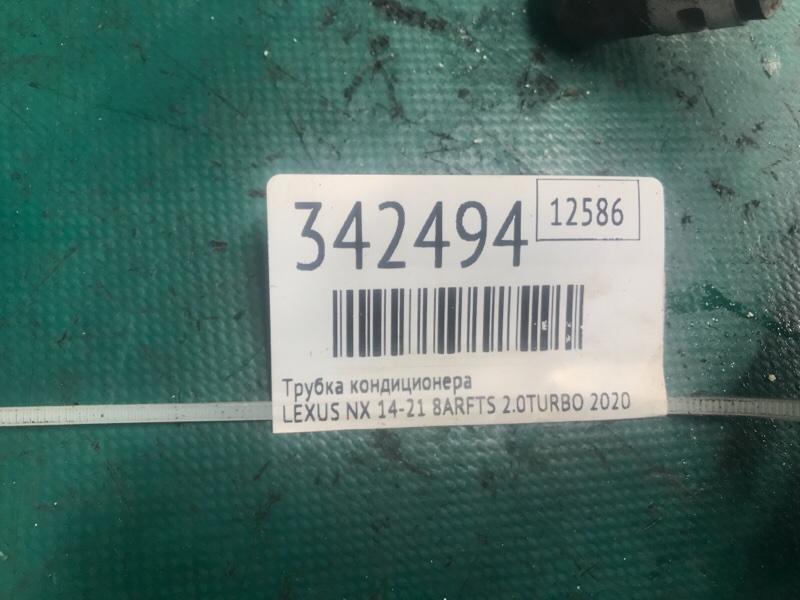 342494
12586
Трубка кондиционера
LEXUS NX 14-21 8ARFTS 2.0TURBO 2020